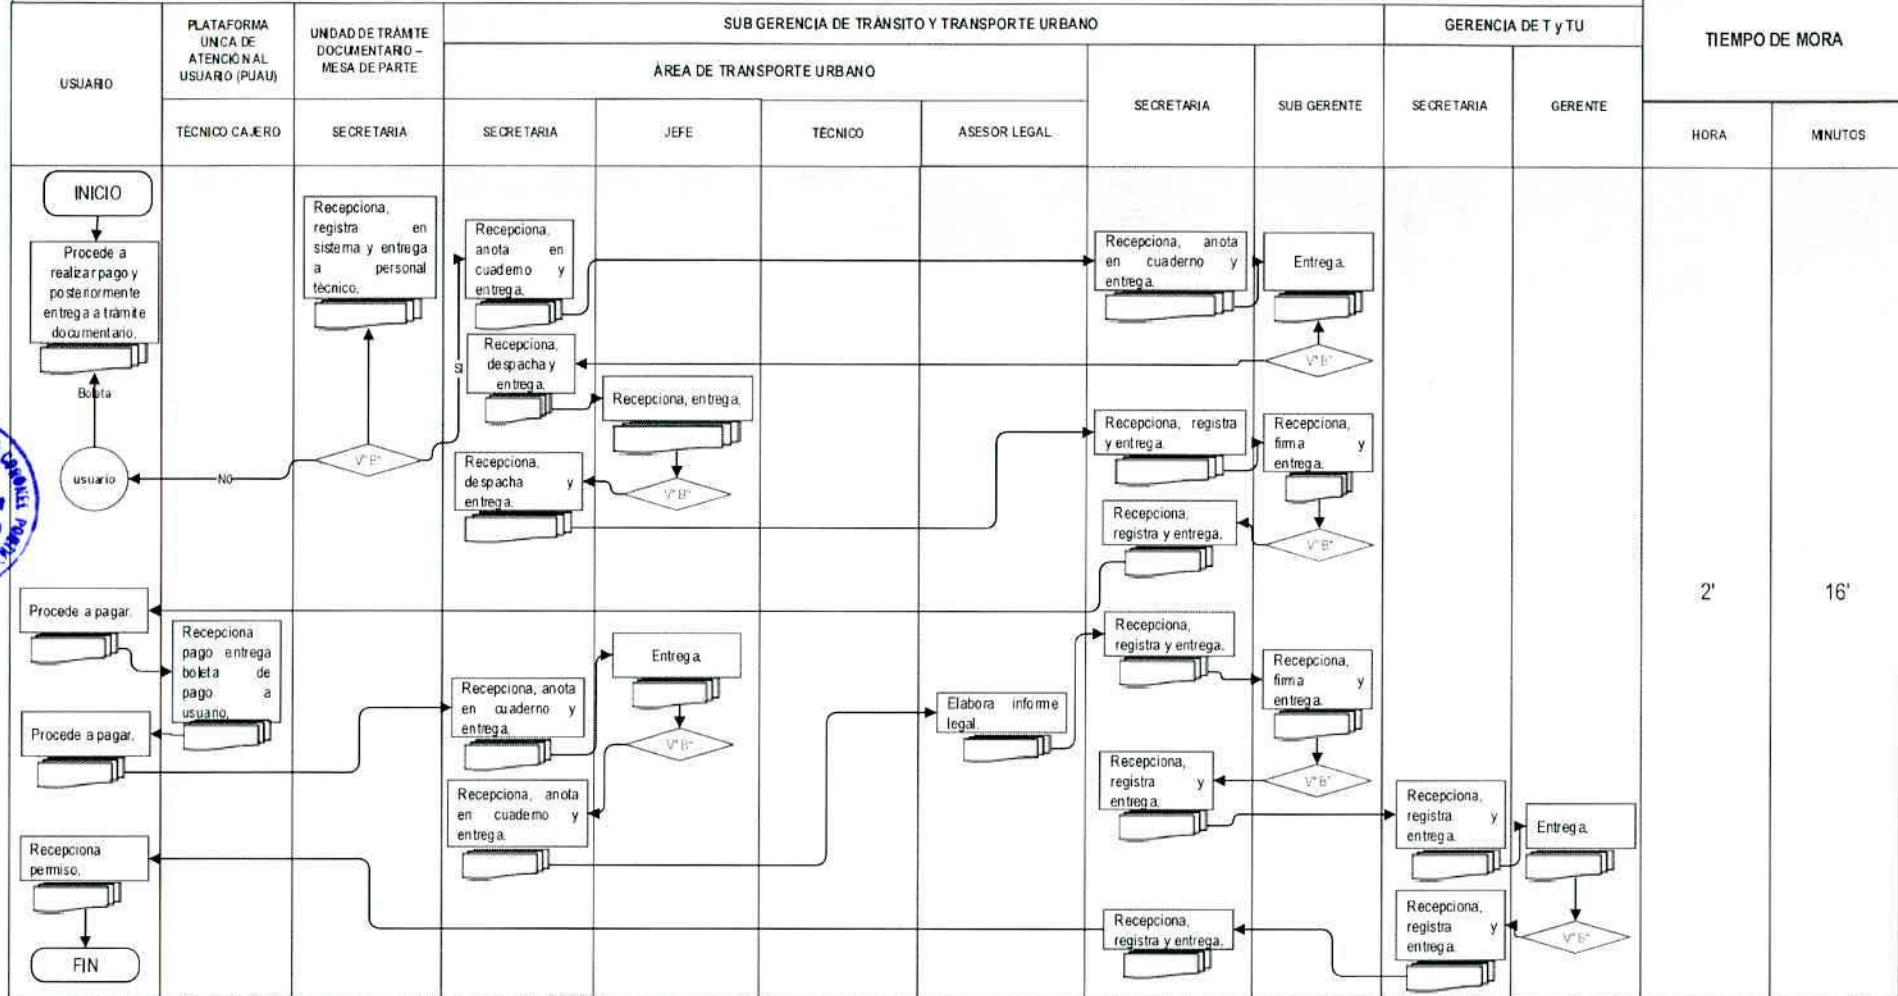 USUARIO
PLATAFORMA
ÚNICA DE
ATENCIÓN AL
USUARIO (PUAU)
TÉCNICO CAJERO
UNIDAD DE TRÁMITE
DOCUMENTARIO –
MESA DE PARTE
SECRETARIA
SUB GERENCIA DE TRÁNSITO Y TRANSPORTE URBANO
ÁREA DE TRANSPORTE URBANO
SECRETARIA
JEFE
TÉCNICO
ASESOR LEGAL
SECRETARIA
SUB GERENTE
GERENCIA DE T y TU
SECRETARIA
GERENTE
TIEMPO DE MORA
HORA
MINUTOS
INICIO
Procede a
realizar pago y
posteriormente
entrega a trámite
documentario.
Boleta
usuario
NO
Recepciona,
registra en
sistema y entrega
a personal
técnico.
V°B°
SI
Recepciona,
anota en
cuaderno y
entrega.
Recepciona, anota
en cuaderno y
entrega.
Entrega.
V°B°
Recepciona,
despacha y
entrega.
Recepciona, entrega.
V°B°
Recepciona,
despacha y
entrega.
Recepciona, registra
y entrega.
Recepciona,
firma y
entrega.
V°B°
Recepciona,
registra y entrega.
Procede a pagar.
Recepciona
pago entrega
boleta de
pago a
usuario.
Procede a pagar.
Recepciona, anota
en cuaderno y
entrega.
Entrega
V°B°
Recepciona, anota
en cuaderno y
entrega.
Elabora informe
legal.
Recepciona,
registra y entrega.
Recepciona,
firma y
entrega.
V°B°
Recepciona,
registra y
entrega.
Recepciona,
registra y
entrega.
Entrega
V°B°
Recepciona,
registra y
entrega.
Recepciona,
registra y entrega.
Recepciona
permiso.
FIN
2'
16'
CORONEL